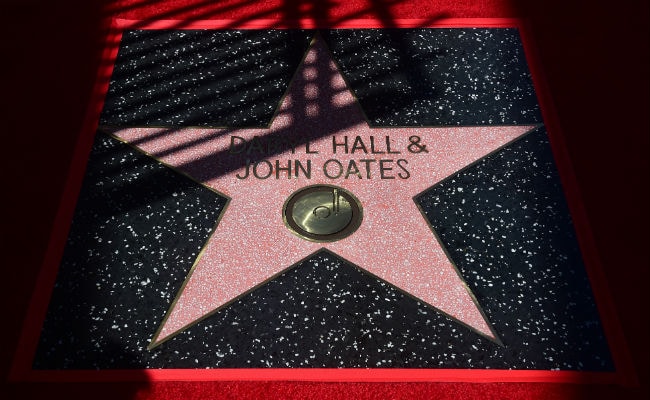 DARYL HALL &
JOHN OATES